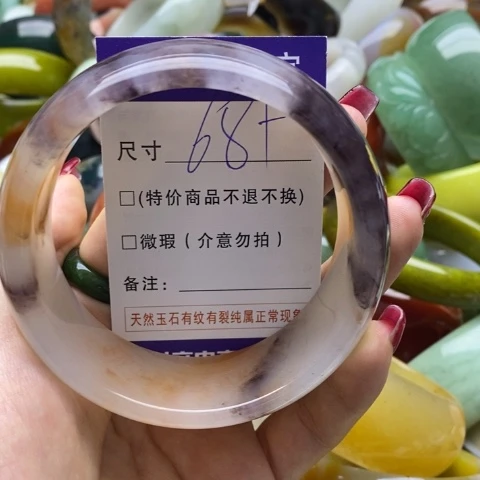 尺寸 68+
□(特价商品不退不换)
□微瑕(介意勿拍)
备注:
天然玉石有纹有裂纯属正常现象